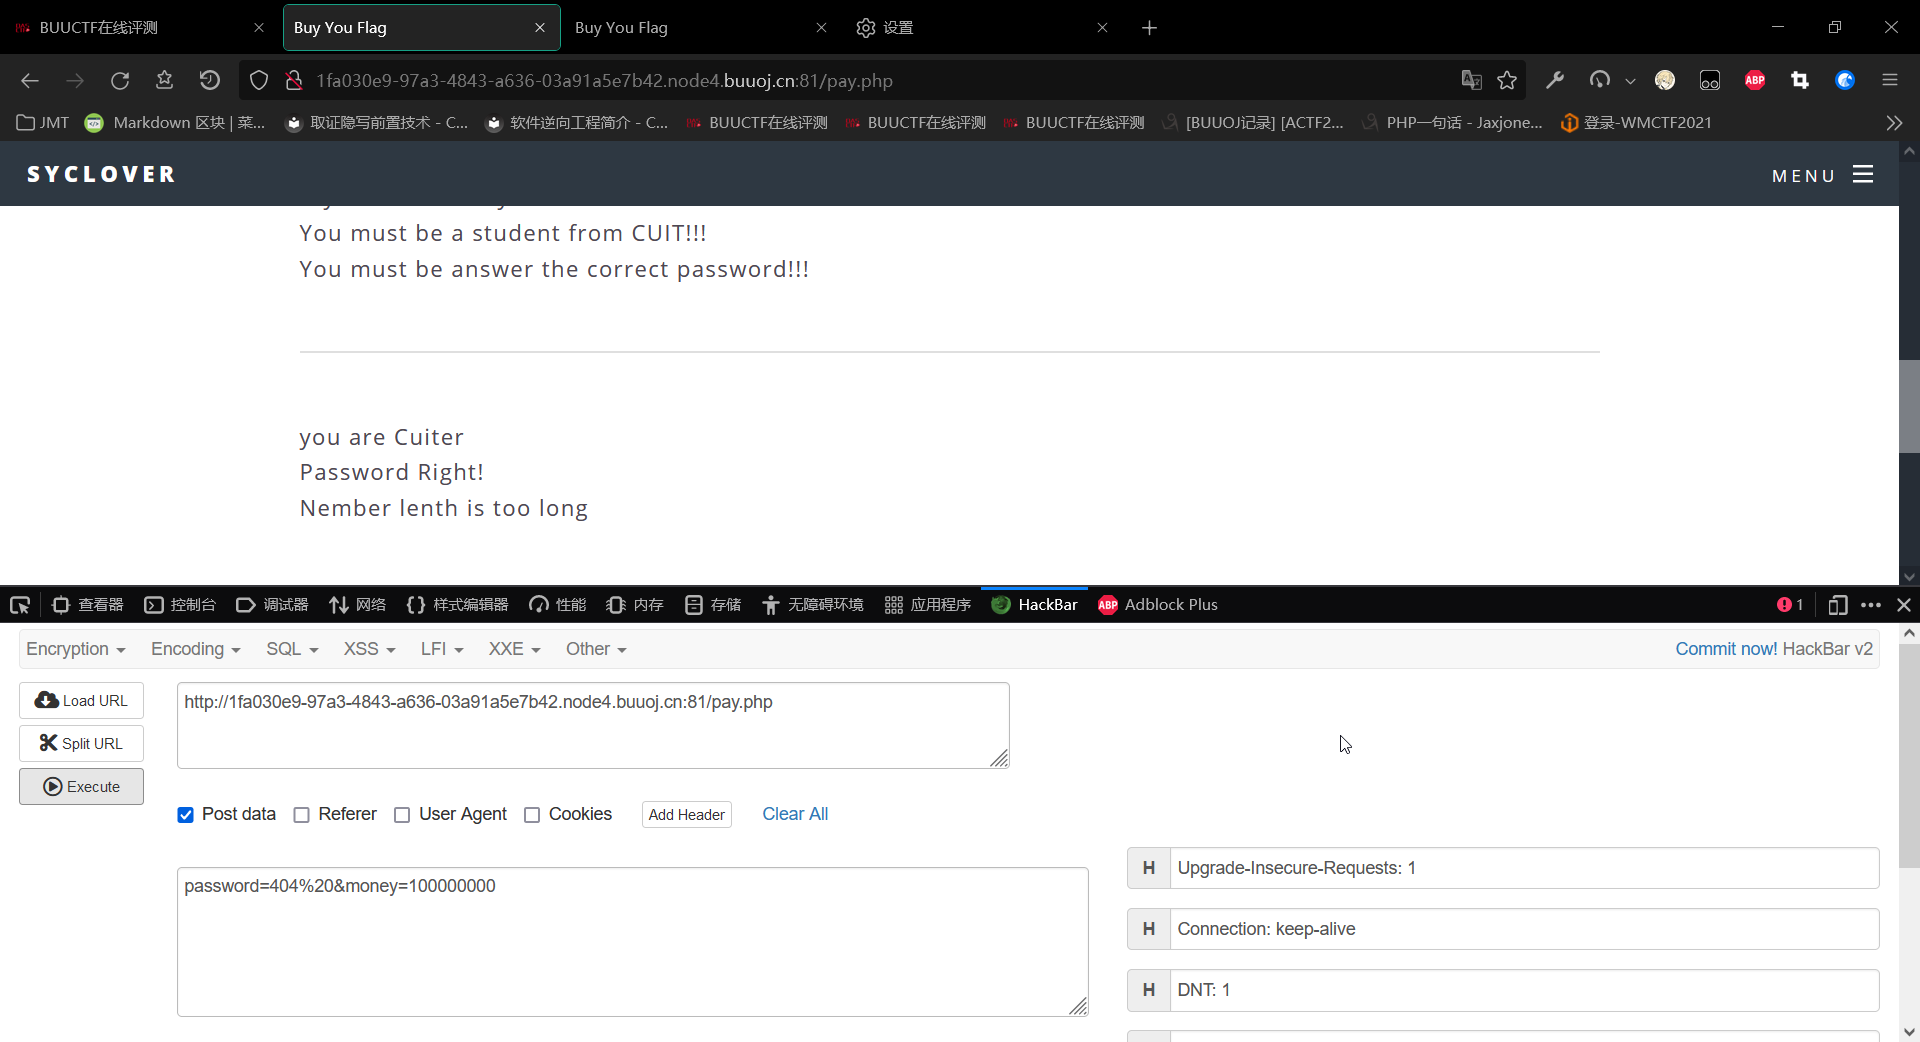 BUUCTF在线评测
Buy You Flag
Buy You Flag
设置
1fa030e9-97a3-4843-a636-03a91a5e7b42.node4.buuoj.cn:81/pay.php
ABP
JMT
Markdown 区块 | 菜...
取证隐写前置技术 - C...
软件逆向工程简介 - C...
BUUCTF在线评测
BUUCTF在线评测
BUUCTF在线评测
[BUUOJ记录] [ACTF2...
PHP一句话 - Jaxjone...
登录-WMCTF2021
SYCLOVER
MENU
You must be a student from CUIT!!!
You must be answer the correct password!!!
you are Cuiter
Password Right!
Nember lenth is too long
查看器
控制台
调试器
网络
样式编辑器
性能
内存
存储
无障碍环境
应用程序
HackBar
ABP Adblock Plus
1
Encryption
Encoding
SQL
XSS
LFI
XXE
Other
Commit now! HackBar v2
Load URL
http://1fa030e9-97a3-4843-a636-03a91a5e7b42.node4.buuoj.cn:81/pay.php
Split URL
Execute
Post data
Referer
User Agent
Cookies
Add Header
Clear All
password=404%20&money=100000000
H Upgrade-Insecure-Requests: 1
H Connection: keep-alive
H DNT: 1